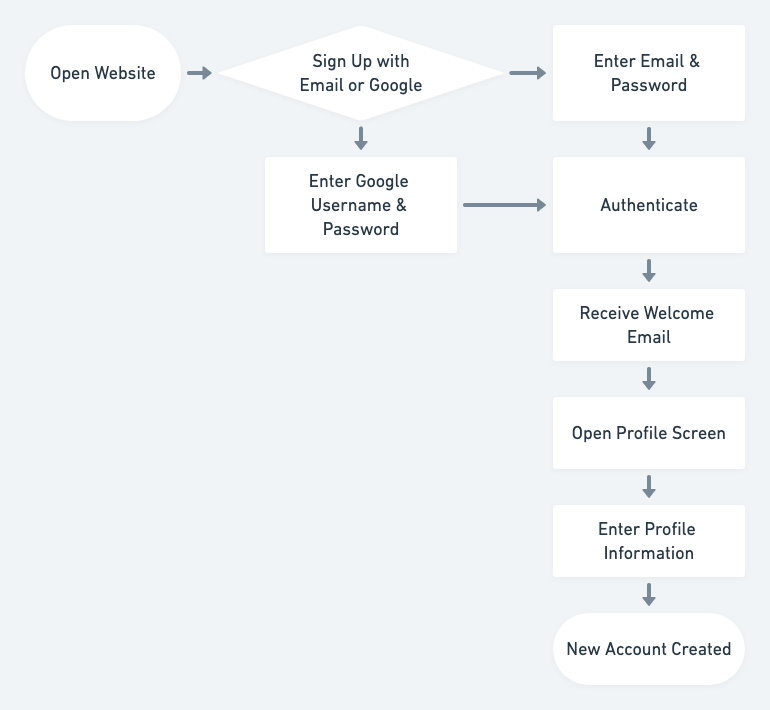 Open Website
Sign Up with
Email or Google
Enter Email &
Password
Enter Google
Username &
Password
Authenticate
Receive Welcome
Email
Open Profile Screen
Enter Profile
Information
New Account Created